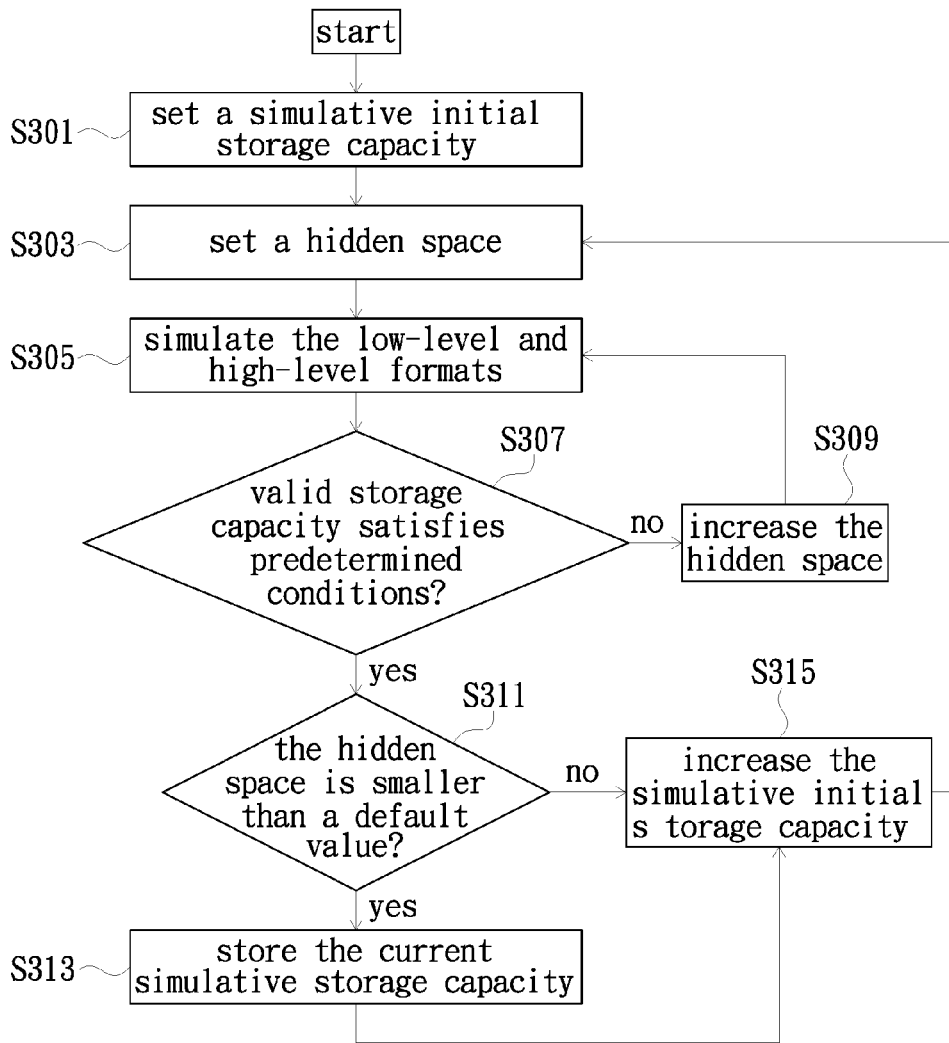 start
S301
set a simulative initial
storage capacity
S303
set a hidden space
S305
simulate the low-level and
high-level formats
S307
valid storage
capacity satisfies
predetermined
conditions?
no
S309
increase the
hidden space
yes
S311
the hidden
space is smaller
than a default
value?
no
S315
increase the
simulative initial
s torage capacity
yes
S313
store the current
simulative storage capacity